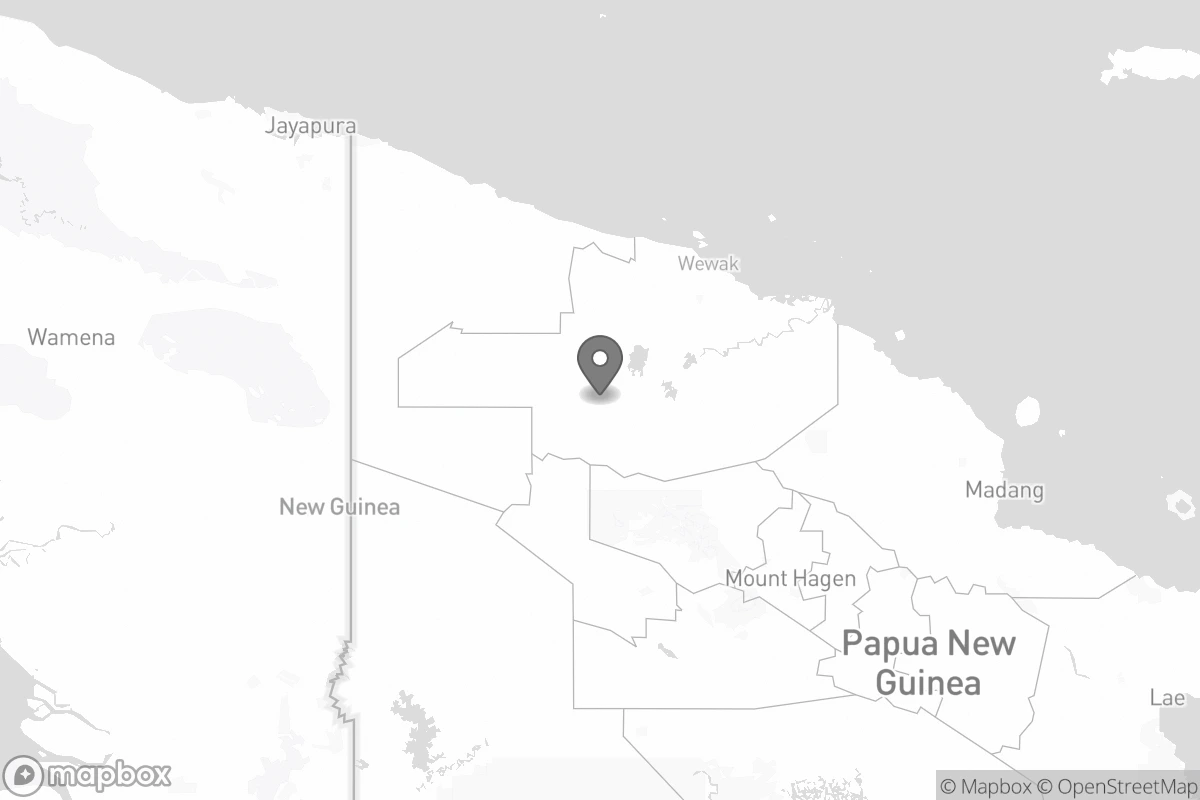 Jayapura
Wewak
Wamena
Madang
New Guinea
Mount Hagen
Papua New
Guinea
Lae
mapbox
© Mapbox © OpenStreetMap